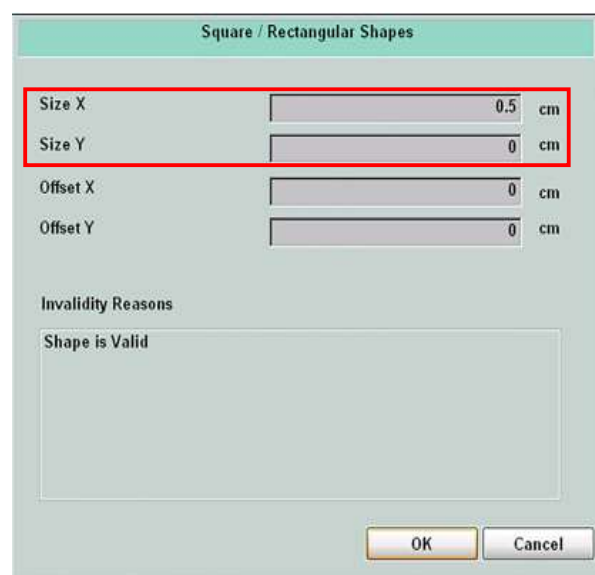 Square / Rectangular Shapes
Size X 0.5 cm
Size Y 0 cm
Offset X 0 cm
Offset Y 0 cm
Invalidity Reasons
Shape is Valid
OK Cancel